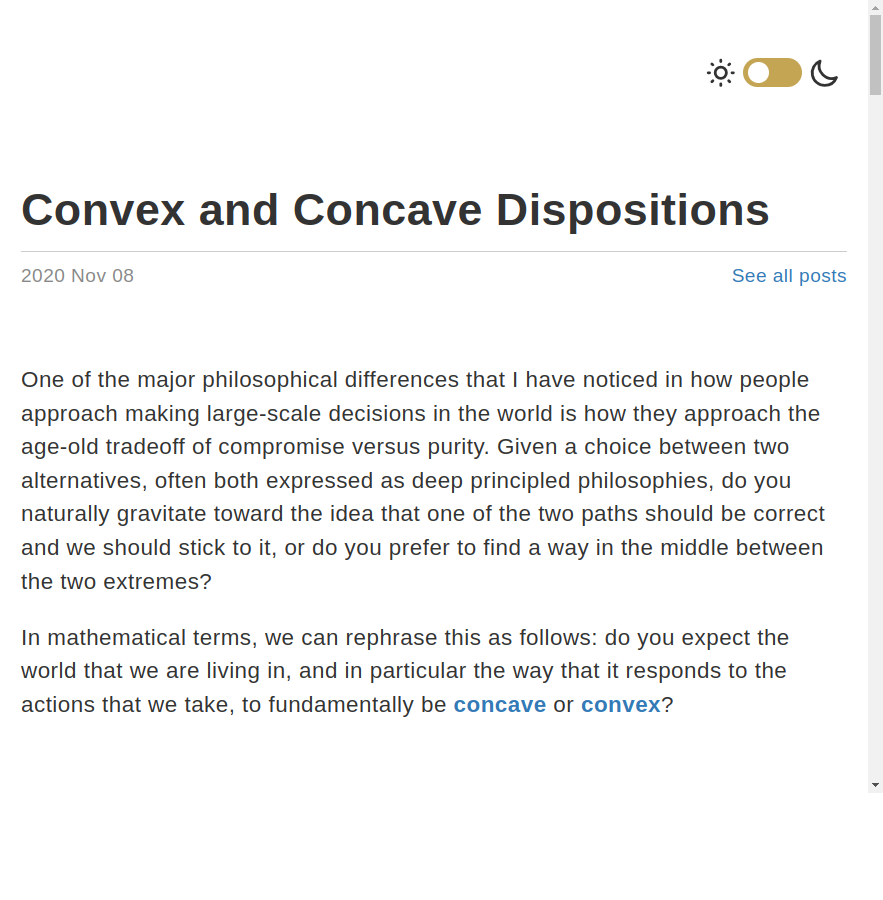 Convex and Concave Dispositions
2020 Nov 08
See all posts
One of the major philosophical differences that I have noticed in how people
approach making large-scale decisions in the world is how they approach the
age-old tradeoff of compromise versus purity. Given a choice between two
alternatives, often both expressed as deep principled philosophies, do you
naturally gravitate toward the idea that one of the two paths should be correct
and we should stick to it, or do you prefer to find a way in the middle between
the two extremes?
In mathematical terms, we can rephrase this as follows: do you expect the
world that we are living in, and in particular the way that it responds to the
actions that we take, to fundamentally be concave or convex?